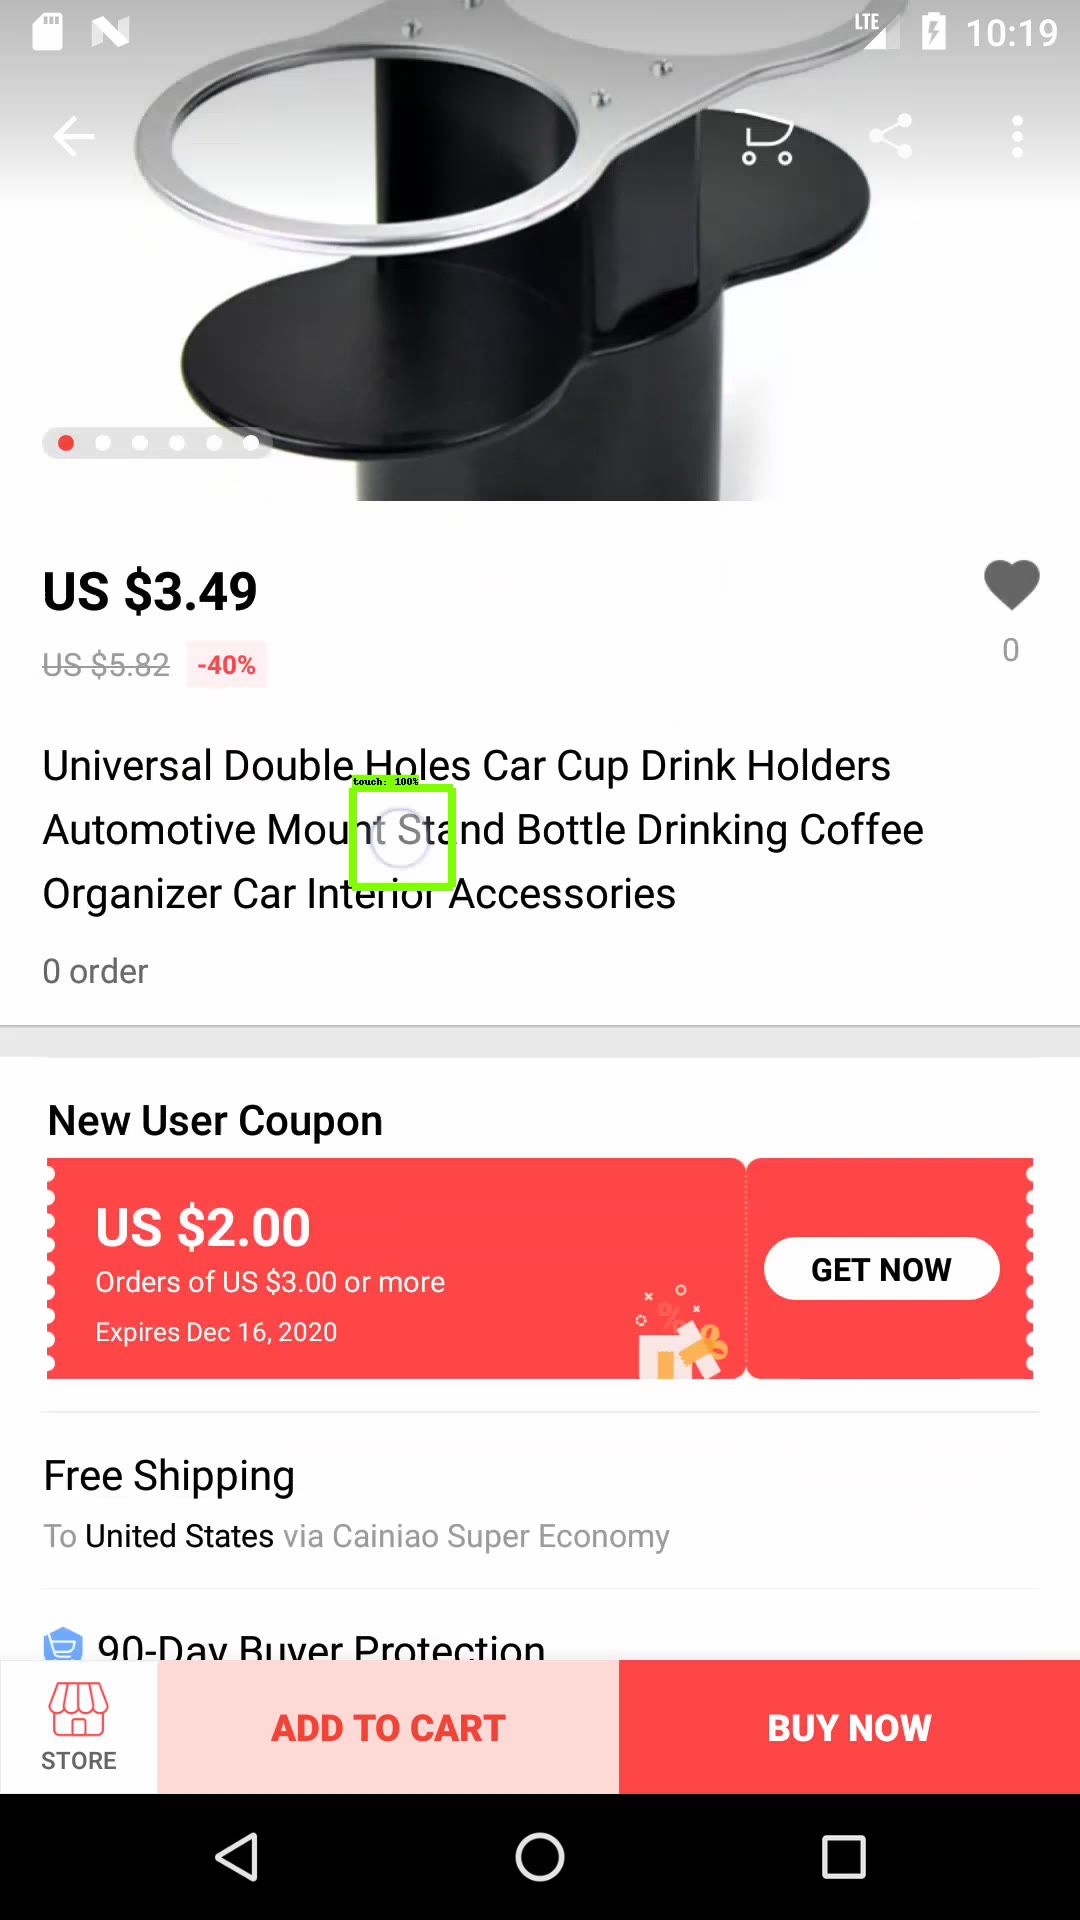 LTE 10:19
US $3.49
US $5.82 -40%
0
Universal Double Holes Car Cup Drink Holders
touch: 100%
Automotive Mount Stand Bottle Drinking Coffee
Organizer Car Interior Accessories
0 order
New User Coupon
US $2.00
Orders of US $3.00 or more
Expires Dec 16, 2020
GET NOW
%
Free Shipping
To United States via Cainiao Super Economy
90-Day Buyer Protection
STORE
ADD TO CART
BUY NOW